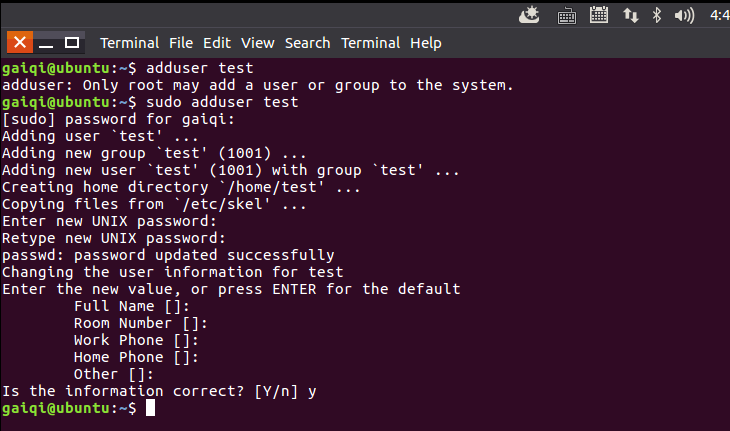 4:4
Terminal File Edit View Search Terminal Help
gaiqi@ubuntu:~$ adduser test
adduser: Only root may add a user or group to the system.
gaiqi@ubuntu:~$ sudo adduser test
[sudo] password for gaiqi:
Adding user `test' ...
Adding new group `test' (1001) ...
Adding new user `test' (1001) with group `test' ...
Creating home directory `/home/test' ...
Copying files from `/etc/skel' ...
Enter new UNIX password:
Retype new UNIX password:
passwd: password updated successfully
Changing the user information for test
Enter the new value, or press ENTER for the default
Full Name []:
Room Number []:
Work Phone []:
Home Phone []:
Other []:
Is the information correct? [Y/n] y
gaiqi@ubuntu:~$